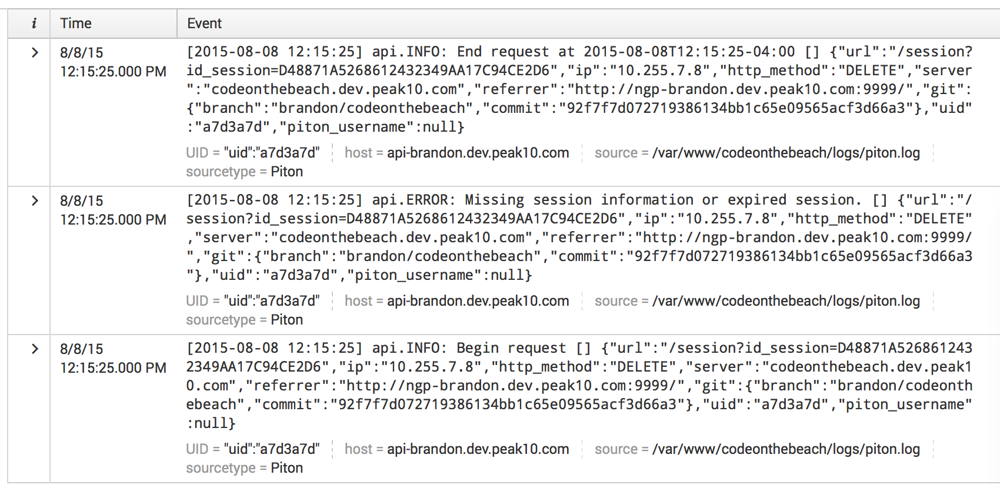 i Time Event
> 8/8/15 [2015-08-08 12:15:25] api.INFO: End request at 2015-08-08T12:15:25-04:00 [] {"url":"/session?
12:15:25.000 PM id_session=D48871A5268612432349AA17C94CE2D6","ip":"10.255.7.8","http_method":"DELETE","server
":"codeonthebeach.dev.peak10.com","referrer":"http://ngp-brandon.dev.peak10.com:9999/","git":
{"branch":"brandon/codeonthebeach","commit":"92f7f7d072719386134bb1c65e09565acf3d66a3"},"uid"
:"a7d3a7d","piton_username":null}
UID = "uid":"a7d3a7d" host = api-brandon.dev.peak10.com source = /var/www/codeonthebeach/logs/piton.log
sourcetype = Piton
> 8/8/15 [2015-08-08 12:15:25] api.ERROR: Missing session information or expired session. [] {"url":"/
12:15:25.000 PM session?id_session=D48871A5268612432349AA17C94CE2D6","ip":"10.255.7.8","http_method":"DELETE"
,"server":"codeonthebeach.dev.peak10.com","referrer":"http://ngp-brandon.dev.peak10.com:9999/
","git":{"branch":"brandon/codeonthebeach","commit":"92f7f7d072719386134bb1c65e09565acf3d66a3
"},"uid":"a7d3a7d","piton_username":null}
UID = "uid":"a7d3a7d" host = api-brandon.dev.peak10.com source = /var/www/codeonthebeach/logs/piton.log
sourcetype = Piton
> 8/8/15 [2015-08-08 12:15:25] api.INFO: Begin request [] {"url":"/session?id_session=D48871A526861243
12:15:25.000 PM 2349AA17C94CE2D6","ip":"10.255.7.8","http_method":"DELETE","server":"codeonthebeach.dev.peak1
0.com","referrer":"http://ngp-brandon.dev.peak10.com:9999/","git":{"branch":"brandon/codeonth
ebeach","commit":"92f7f7d072719386134bb1c65e09565acf3d66a3"},"uid":"a7d3a7d","piton_username"
:null}
UID = "uid":"a7d3a7d" host = api-brandon.dev.peak10.com source = /var/www/codeonthebeach/logs/piton.log
sourcetype = Piton